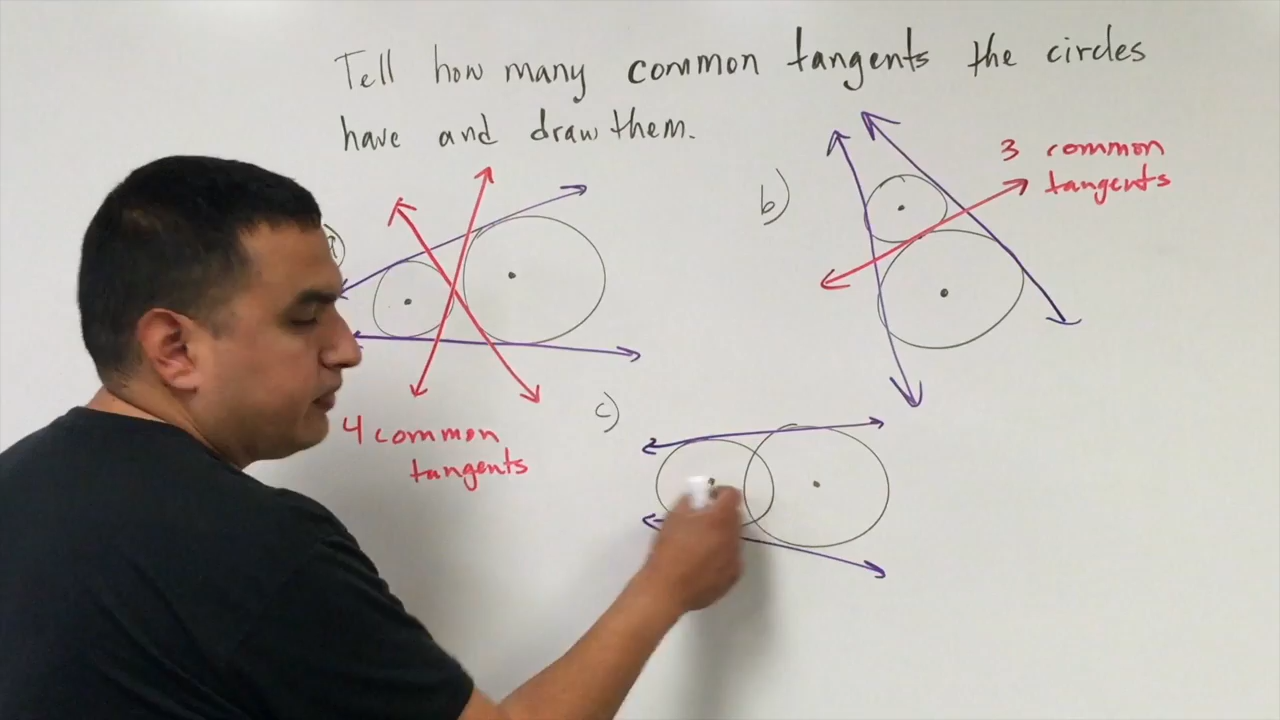 Tell how many common tangents the circles
have and draw them.
b)
3 common
tangents
4 common
tangents
c)